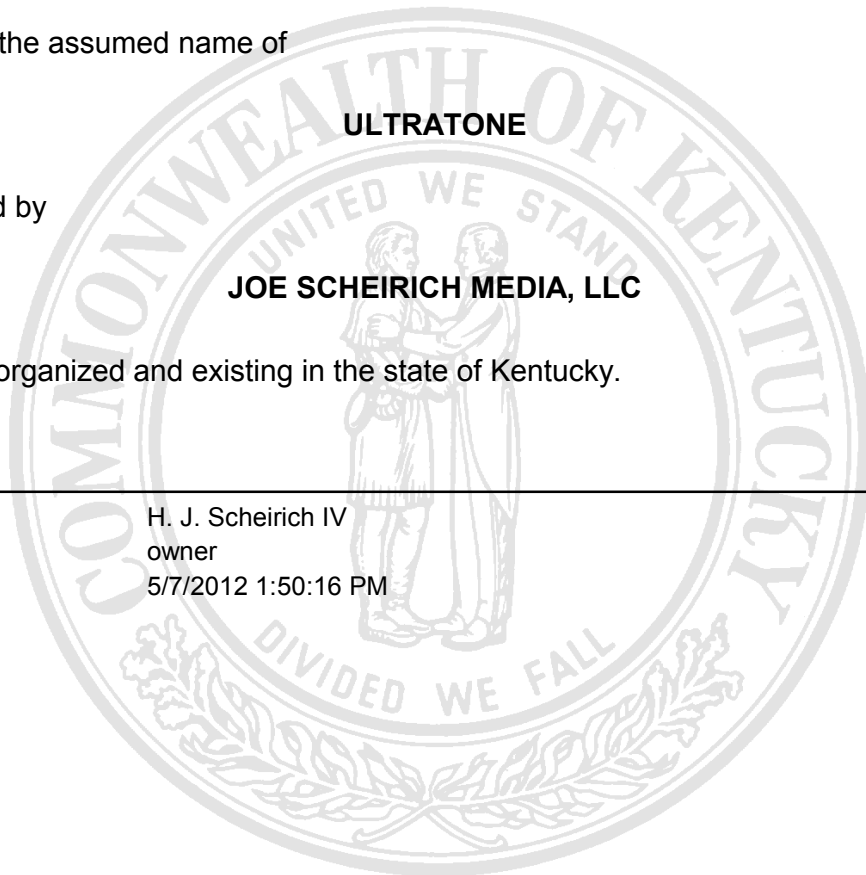 the assumed name of
ULTRATONE
d by
JOE SCHEIRICH MEDIA, LLC
organized and existing in the state of Kentucky.
H. J. Scheirich IV
owner
5/7/2012 1:50:16 PM
COMMONWEALTH OF KENTUCKY
UNITED WE STAND
DIVIDED WE FALL